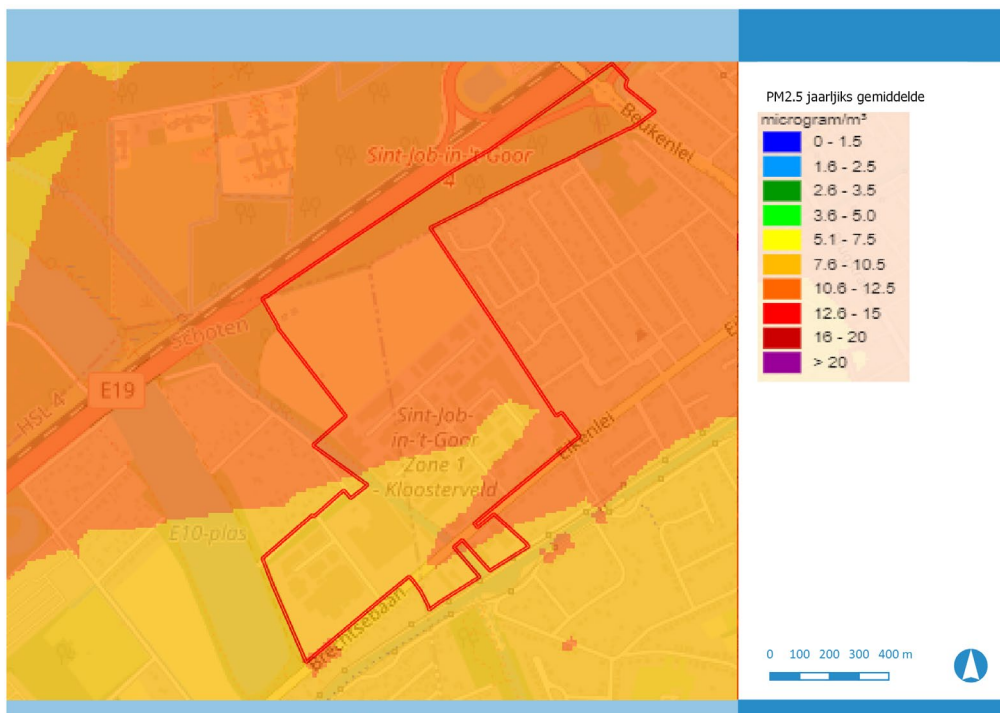 PM2.5 jaarljiks gemiddelde
microgram/m³
0 - 1.5
1.6 - 2.5
2.6 - 3.5
3.6 - 5.0
5.1 - 7.5
7.6 - 10.5
10.6 - 12.5
12.6 - 15
16 - 20
> 20
Beukenlei
Sint-Job-in-'t-Goor
4
Schoten
E19
HSL 4
Sint-Job-
in-'t-Goor
Zone 1
- Kloosterveld
Eikenlei
E10-plas
Brechtsebaan
0 100 200 300 400 m